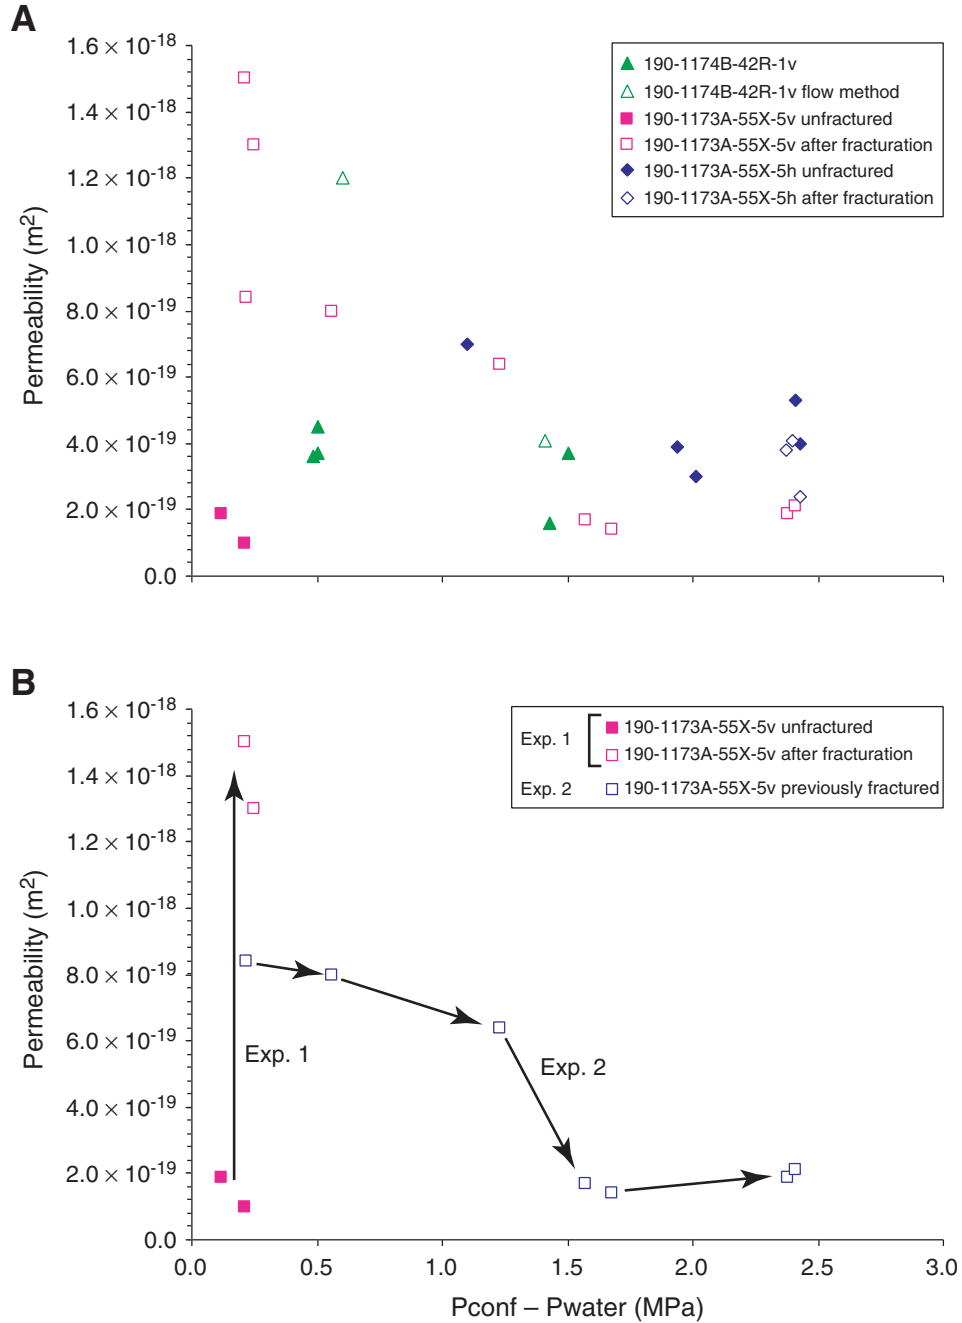 A
1.6 × 10⁻¹⁸
1.4 × 10⁻¹⁸
1.2 × 10⁻¹⁸
1.0 × 10⁻¹⁸
8.0 × 10⁻¹⁹
6.0 × 10⁻¹⁹
4.0 × 10⁻¹⁹
2.0 × 10⁻¹⁹
0.0
Permeability (m²)
190-1174B-42R-1v
190-1174B-42R-1v flow method
190-1173A-55X-5v unfractured
190-1173A-55X-5v after fracturation
190-1173A-55X-5h unfractured
190-1173A-55X-5h after fracturation
B
1.6 × 10⁻¹⁸
1.4 × 10⁻¹⁸
1.2 × 10⁻¹⁸
1.0 × 10⁻¹⁸
8.0 × 10⁻¹⁹
6.0 × 10⁻¹⁹
4.0 × 10⁻¹⁹
2.0 × 10⁻¹⁹
0.0
Permeability (m²)
Exp. 1
190-1173A-55X-5v unfractured
190-1173A-55X-5v after fracturation
Exp. 2
190-1173A-55X-5v previously fractured
Exp. 1
Exp. 2
0.0 0.5 1.0 1.5 2.0 2.5 3.0
Pconf – Pwater (MPa)